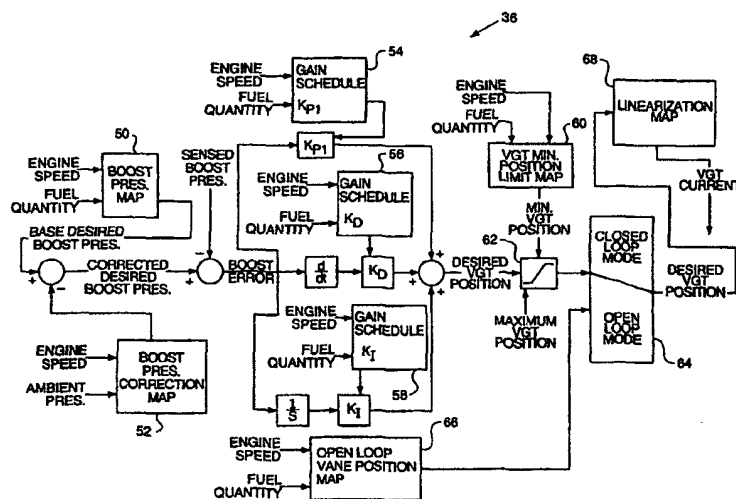 36
54
ENGINE SPEED
FUEL QUANTITY
GAIN SCHEDULE
KP1
KP1
50
ENGINE SPEED
FUEL QUANTITY
BOOST PRES. MAP
BASE DESIRED BOOST PRES.
SENSED BOOST PRES.
+
-
CORRECTED DESIRED BOOST PRES.
+
-
BOOST ERROR
ENGINE SPEED
AMBIENT PRES.
BOOST PRES. CORRECTION MAP
52
56
ENGINE SPEED
FUEL QUANTITY
GAIN SCHEDULE
KD
d/dt
KD
ENGINE SPEED
FUEL QUANTITY
GAIN SCHEDULE
KI
58
1/S
KI
+
+
+
DESIRED VGT POSITION
ENGINE SPEED
FUEL QUANTITY
60
VGT MIN. POSITION LIMIT MAP
MIN. VGT POSITION
62
MAXIMUM VGT POSITION
CLOSED LOOP MODE
OPEN LOOP MODE
64
DESIRED VGT POSITION
68
LINEARIZATION MAP
VGT CURRENT
66
ENGINE SPEED
FUEL QUANTITY
OPEN LOOP VANE POSITION MAP